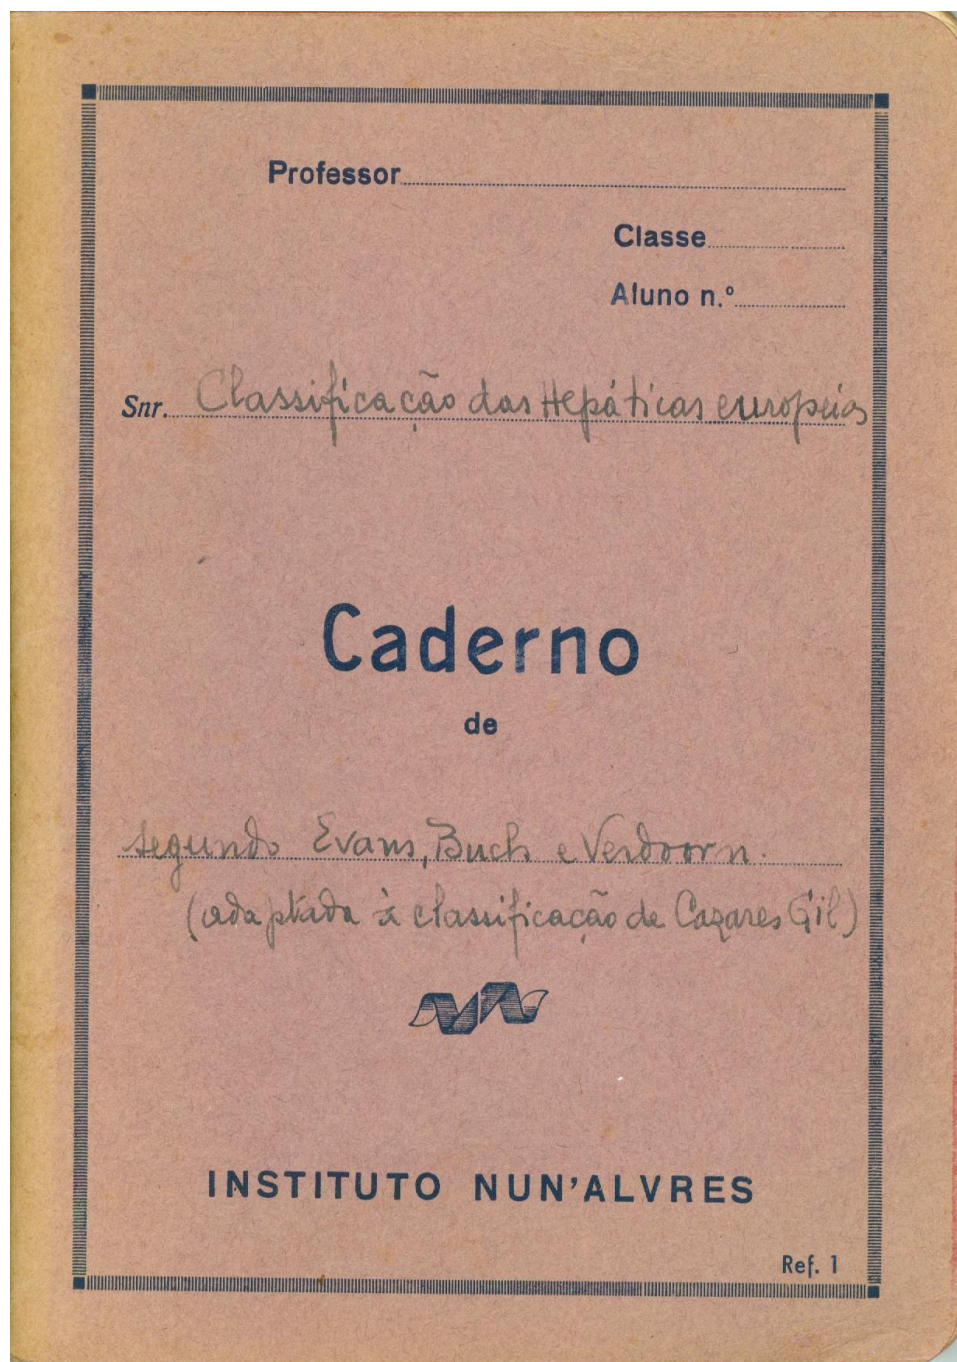 Professor
Classe
Aluno n.º
Snr. Classificação das Hepáticas européias
Caderno
de
segundo Evans, Buch e Verdoorn.
(adaptada à classificação de Cazares Gil)
INSTITUTO NUN'ALVRES
Ref. 1